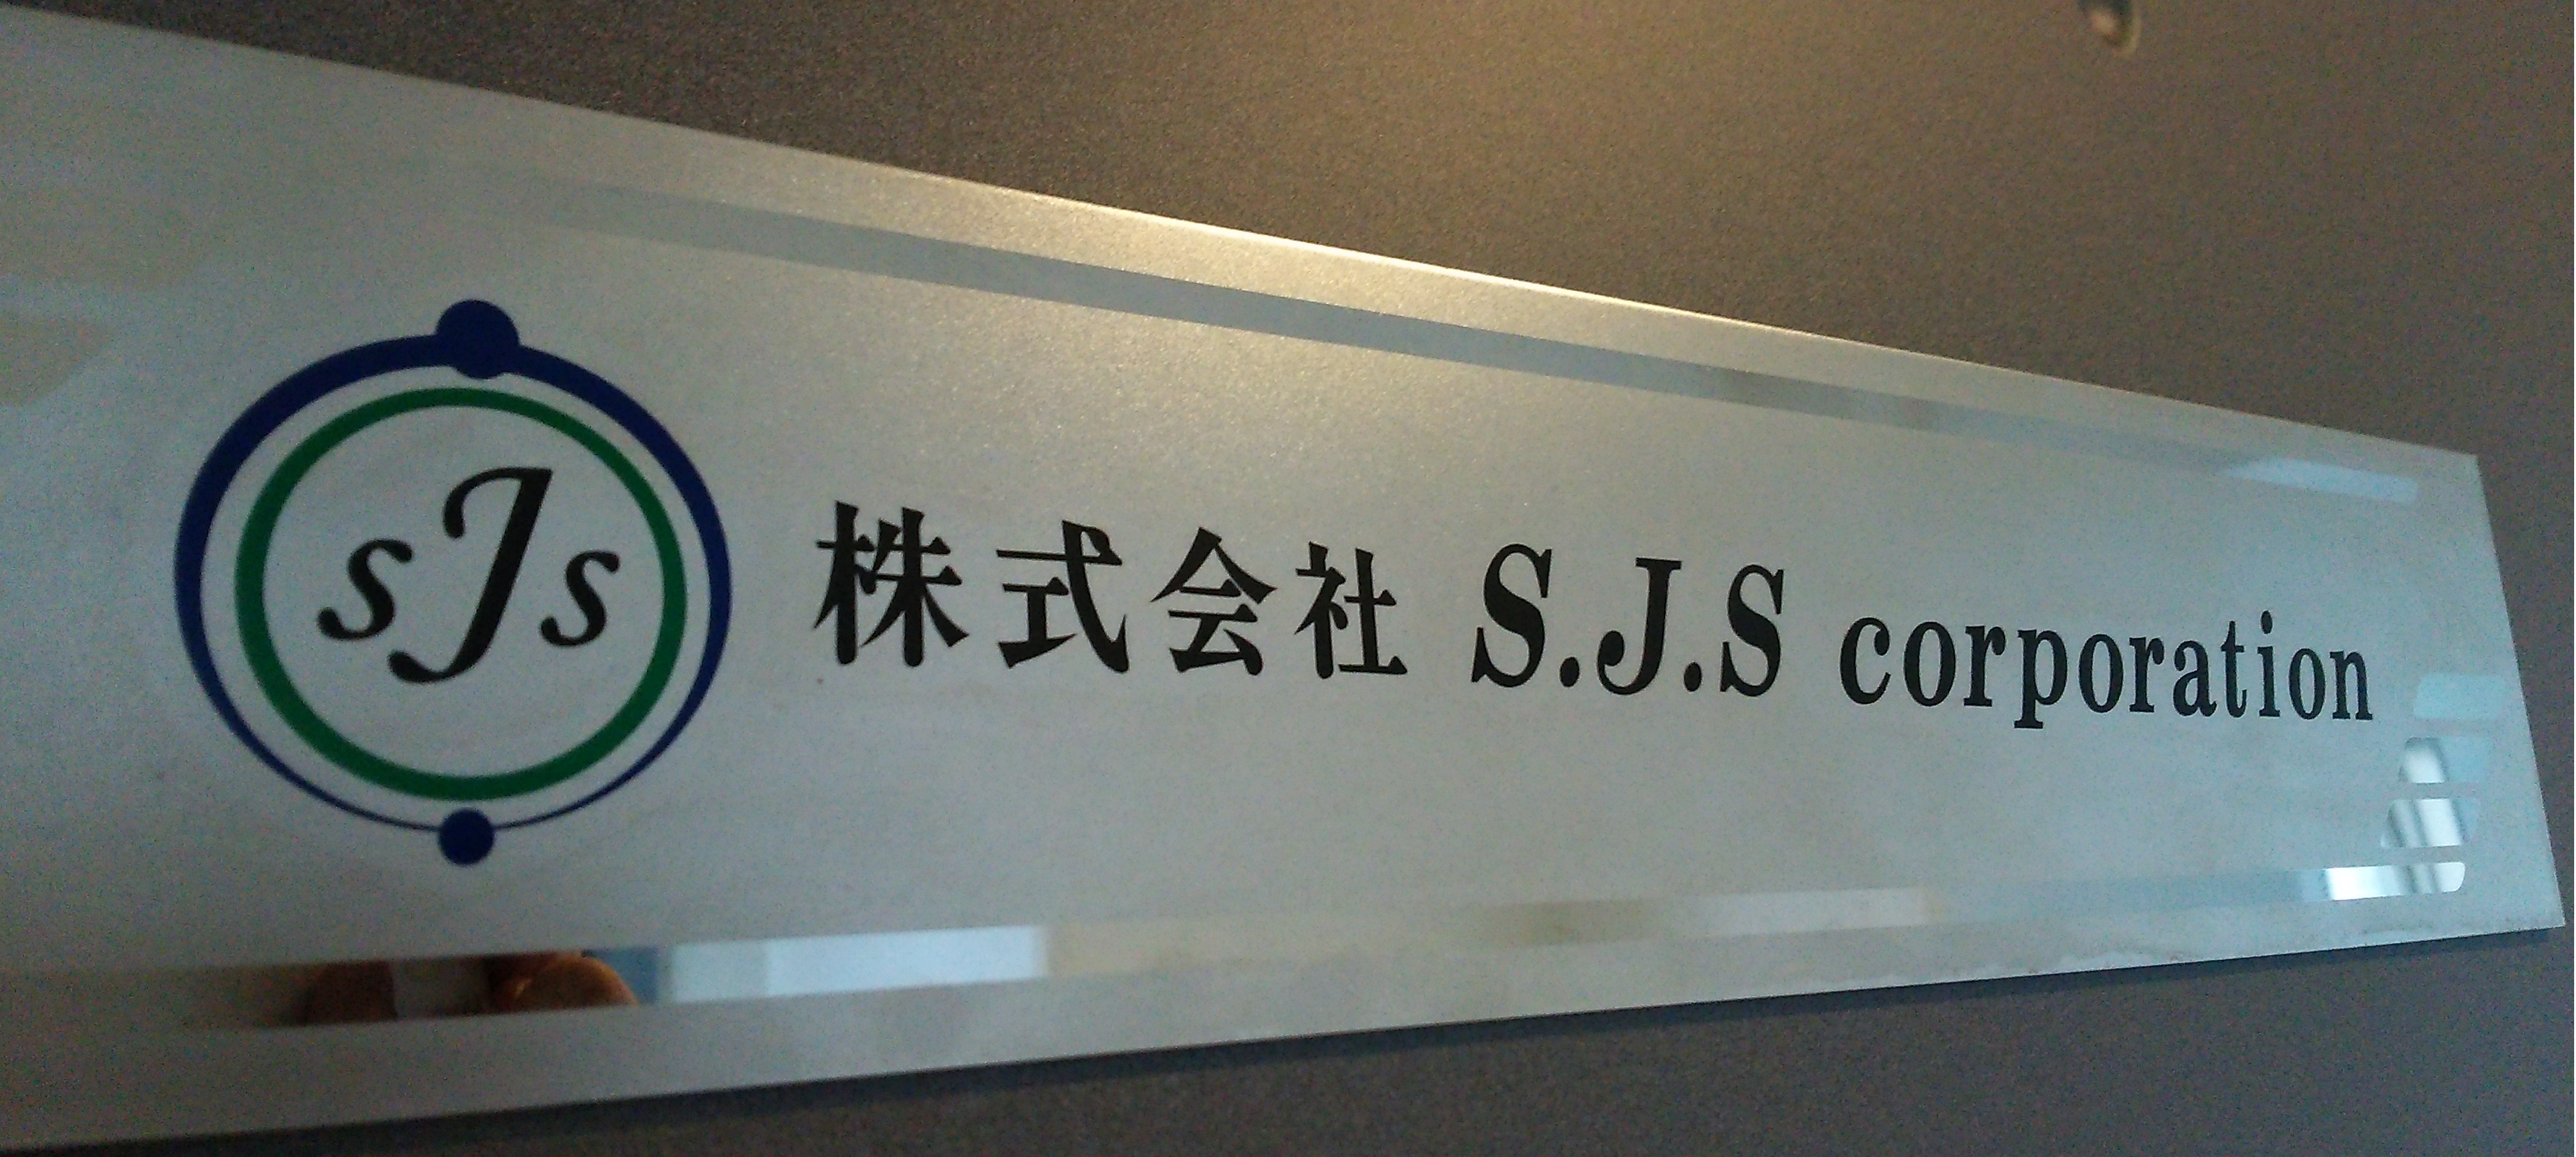 sJs
株式会社 S.J.S corporation